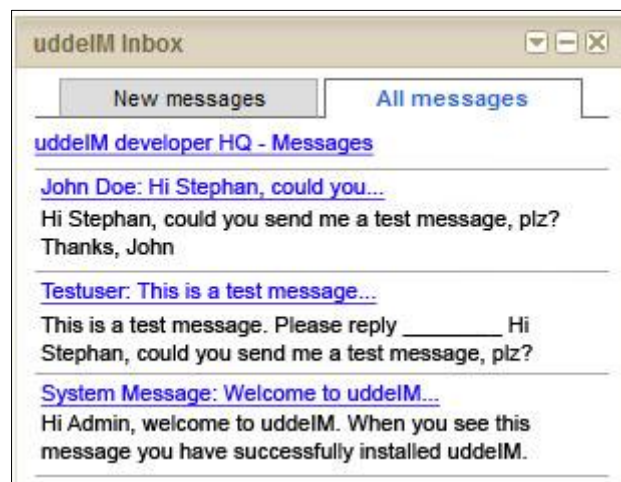 uddeIM Inbox
New messages
All messages
uddeIM developer HQ - Messages
John Doe: Hi Stephan, could you...
Hi Stephan, could you send me a test message, plz?
Thanks, John
Testuser: This is a test message...
This is a test message. Please reply ________ Hi
Stephan, could you send me a test message, plz?
System Message: Welcome to uddeIM...
Hi Admin, welcome to uddeIM. When you see this
message you have successfully installed uddeIM.